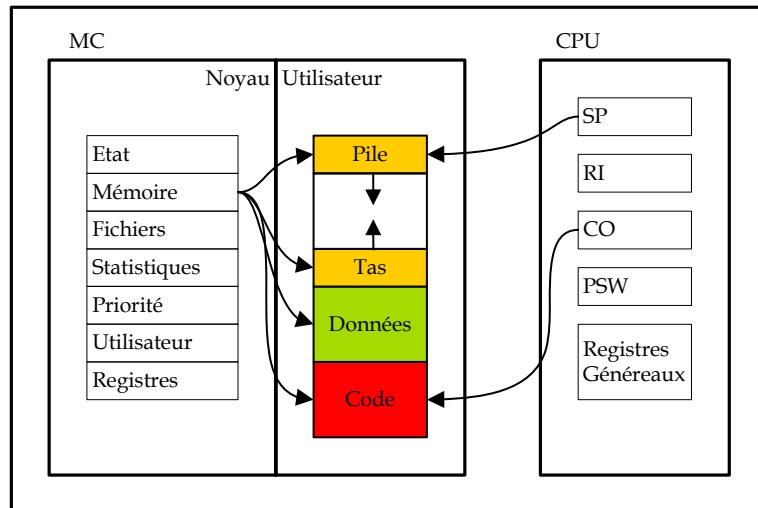 MC
CPU
Noyau
Utilisateur
Etat
Mémoire
Fichiers
Statistiques
Priorité
Utilisateur
Registres
Pile
Tas
Données
Code
SP
RI
CO
PSW
Registres
Généreaux